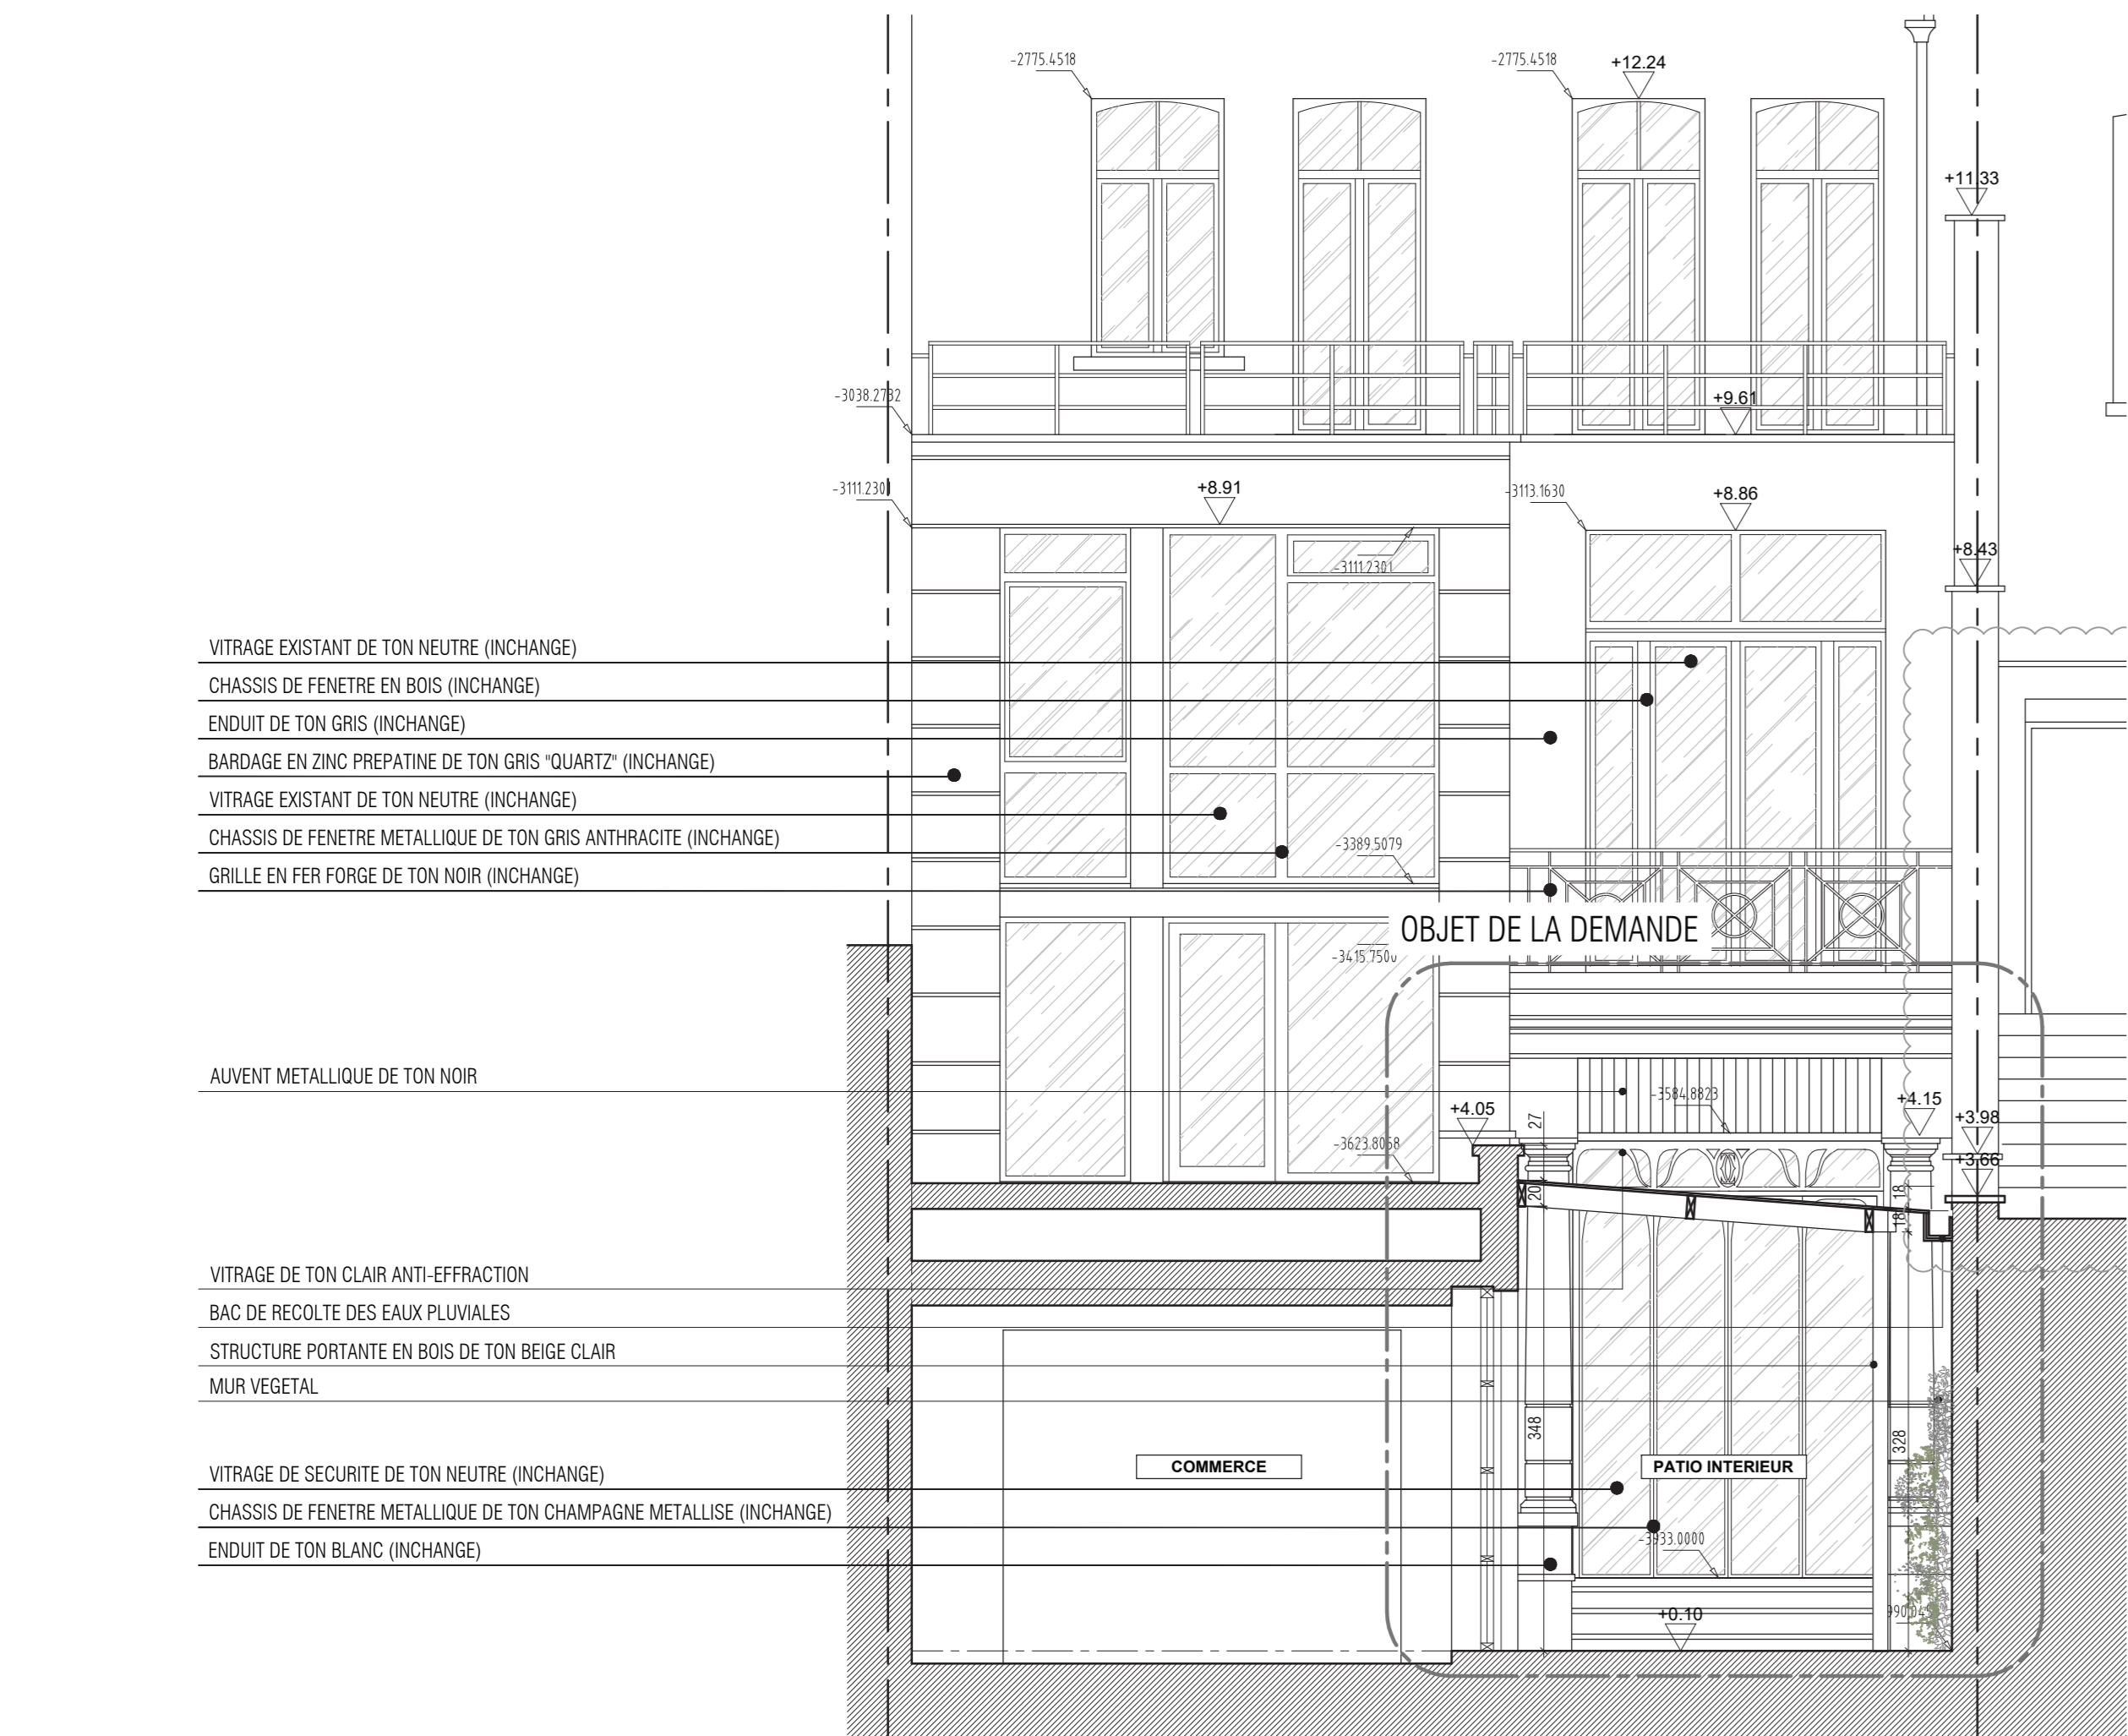 -2775.4518
-2775.4518
+12.24
+11.33
-3038.2732
+9.61
-3111.2301
+8.91
-3113.1630
+8.86
+8.43
-3111.2301
VITRAGE EXISTANT DE TON NEUTRE (INCHANGE)
CHASSIS DE FENETRE EN BOIS (INCHANGE)
ENDUIT DE TON GRIS (INCHANGE)
BARDAGE EN ZINC PREPATINE DE TON GRIS "QUARTZ" (INCHANGE)
VITRAGE EXISTANT DE TON NEUTRE (INCHANGE)
CHASSIS DE FENETRE METALLIQUE DE TON GRIS ANTHRACITE (INCHANGE)
-3389.5079
GRILLE EN FER FORGE DE TON NOIR (INCHANGE)
OBJET DE LA DEMANDE
-3415.7500
AUVENT METALLIQUE DE TON NOIR
-3584.8823
+4.05
27
+4.15
+3.98
-3623.8058
+3.66
20
18
18
VITRAGE DE TON CLAIR ANTI-EFFRACTION
BAC DE RECOLTE DES EAUX PLUVIALES
STRUCTURE PORTANTE EN BOIS DE TON BEIGE CLAIR
MUR VEGETAL
348
328
COMMERCE
PATIO INTERIEUR
VITRAGE DE SECURITE DE TON NEUTRE (INCHANGE)
CHASSIS DE FENETRE METALLIQUE DE TON CHAMPAGNE METALLISE (INCHANGE)
-3933.0000
ENDUIT DE TON BLANC (INCHANGE)
+0.10